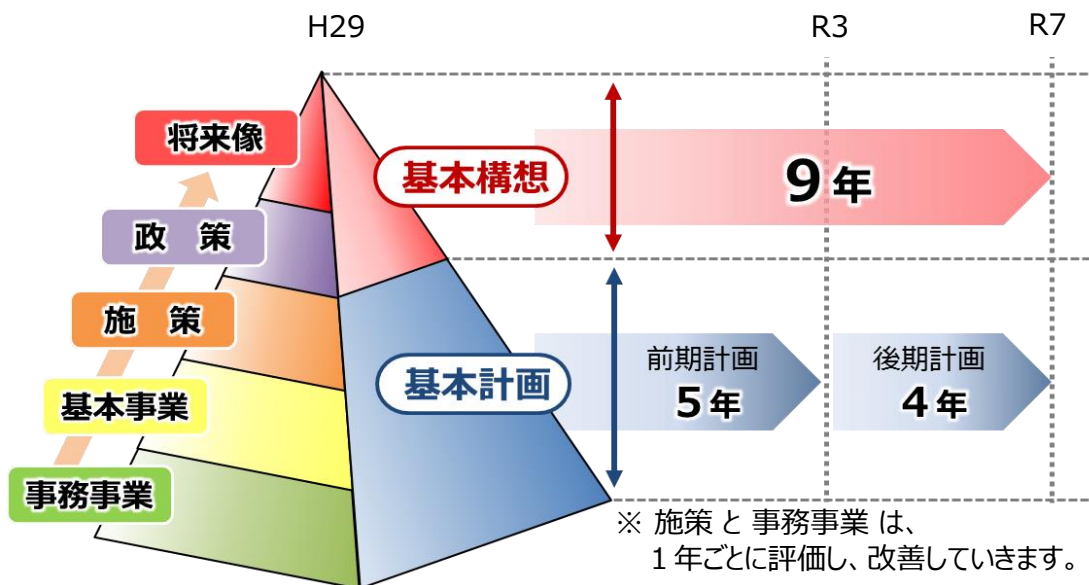 H29
R3
R7
将来像
政　策
施　策
基本事業
事務事業
基本構想
9年
基本計画
前期計画
5年
後期計画
4年
※ 施策 と 事務事業 は、
1年ごとに評価し、改善していきます。